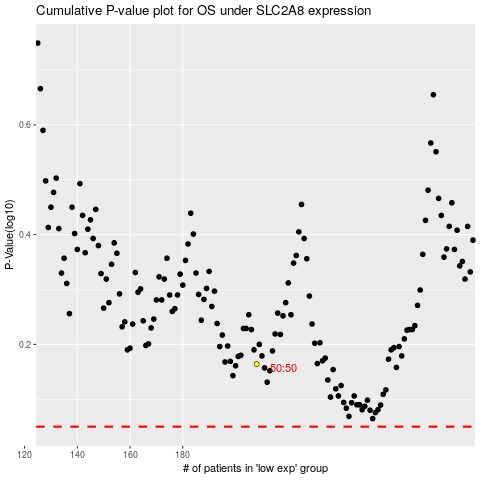 Cumulative P-value plot for OS under SLC2A8 expression
P-Value(log10)
0.6
0.4
0.2
50:50
120 140 160 180
# of patients in 'low exp' group